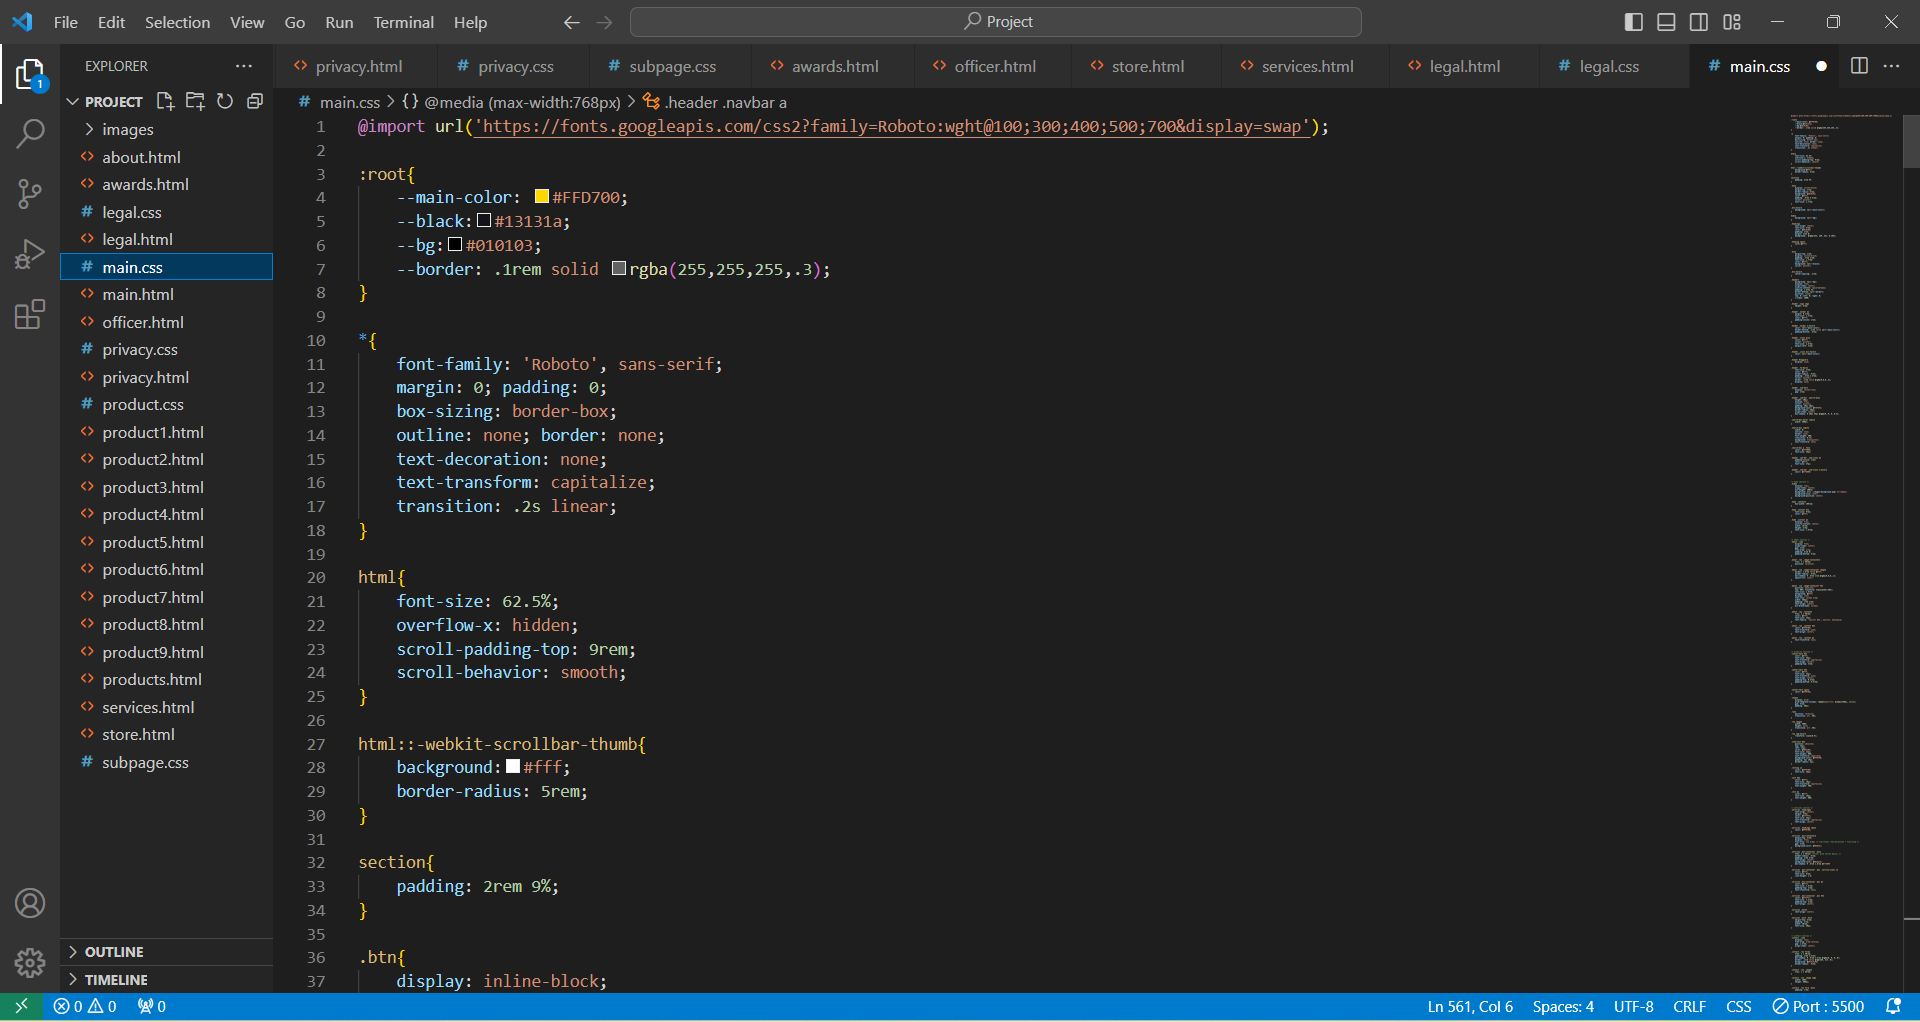 File Edit Selection View Go Run Terminal Help
Project
EXPLORER
privacy.html
privacy.css
subpage.css
awards.html
officer.html
store.html
services.html
legal.html
legal.css
main.css
PROJECT
main.css > {} @media (max-width:768px) > .header .navbar a
images
about.html
awards.html
legal.css
legal.html
main.css
main.html
officer.html
privacy.css
privacy.html
product.css
product1.html
product2.html
product3.html
product4.html
product5.html
product6.html
product7.html
product8.html
product9.html
products.html
services.html
store.html
subpage.css
OUTLINE
TIMELINE
1 @import url('https://fonts.googleapis.com/css2?family=Roboto:wght@100;300;400;500;700&display=swap');
2
3 :root{
4 --main-color: #FFD700;
5 --black: #13131a;
6 --bg: #010103;
7 --border: .1rem solid rgba(255,255,255,.3);
8 }
9
10 *{
11 font-family: 'Roboto', sans-serif;
12 margin: 0; padding: 0;
13 box-sizing: border-box;
14 outline: none; border: none;
15 text-decoration: none;
16 text-transform: capitalize;
17 transition: .2s linear;
18 }
19
20 html{
21 font-size: 62.5%;
22 overflow-x: hidden;
23 scroll-padding-top: 9rem;
24 scroll-behavior: smooth;
25 }
26
27 html::-webkit-scrollbar-thumb{
28 background: #fff;
29 border-radius: 5rem;
30 }
31
32 section{
33 padding: 2rem 9%;
34 }
35
36 .btn{
37 display: inline-block;
1
0 0 0
Ln 561, Col 6 Spaces: 4 UTF-8 CRLF CSS Port : 5500